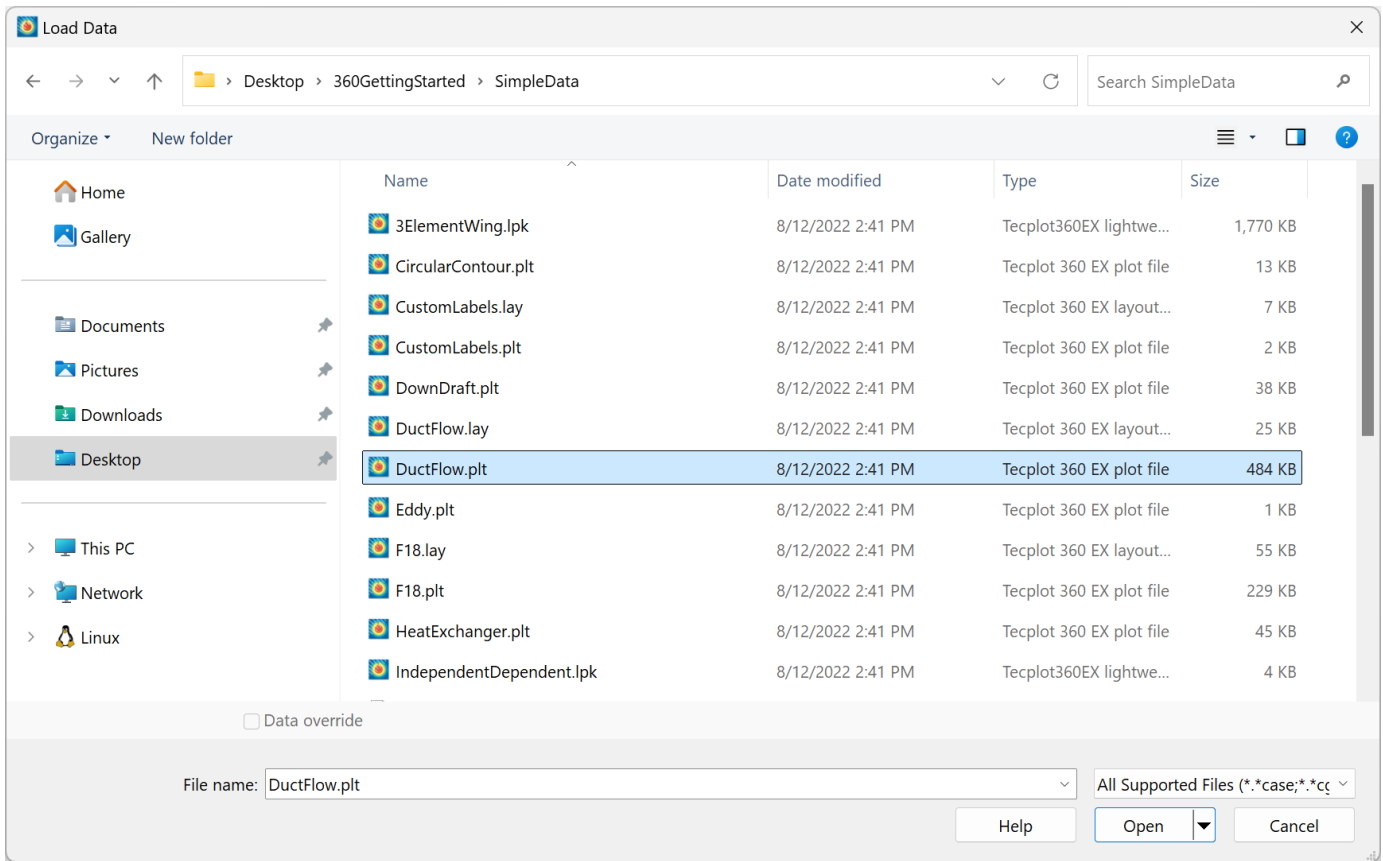 Load Data
Desktop > 360GettingStarted > SimpleData
Search SimpleData
Organize
New folder
?
Home
Gallery
Documents
Pictures
Downloads
Desktop
This PC
Network
Linux
Name Date modified Type Size
3ElementWing.lpk 8/12/2022 2:41 PM Tecplot360EX lightwe... 1,770 KB
CircularContour.plt 8/12/2022 2:41 PM Tecplot 360 EX plot file 13 KB
CustomLabels.lay 8/12/2022 2:41 PM Tecplot 360 EX layout... 7 KB
CustomLabels.plt 8/12/2022 2:41 PM Tecplot 360 EX plot file 2 KB
DownDraft.plt 8/12/2022 2:41 PM Tecplot 360 EX plot file 38 KB
DuctFlow.lay 8/12/2022 2:41 PM Tecplot 360 EX layout... 25 KB
DuctFlow.plt 8/12/2022 2:41 PM Tecplot 360 EX plot file 484 KB
Eddy.plt 8/12/2022 2:41 PM Tecplot 360 EX plot file 1 KB
F18.lay 8/12/2022 2:41 PM Tecplot 360 EX layout... 55 KB
F18.plt 8/12/2022 2:41 PM Tecplot 360 EX plot file 229 KB
HeatExchanger.plt 8/12/2022 2:41 PM Tecplot 360 EX plot file 45 KB
IndependentDependent.lpk 8/12/2022 2:41 PM Tecplot360EX lightwe... 4 KB
Data override
File name: DuctFlow.plt
All Supported Files (*.*case;*.*cg
Help
Open
Cancel